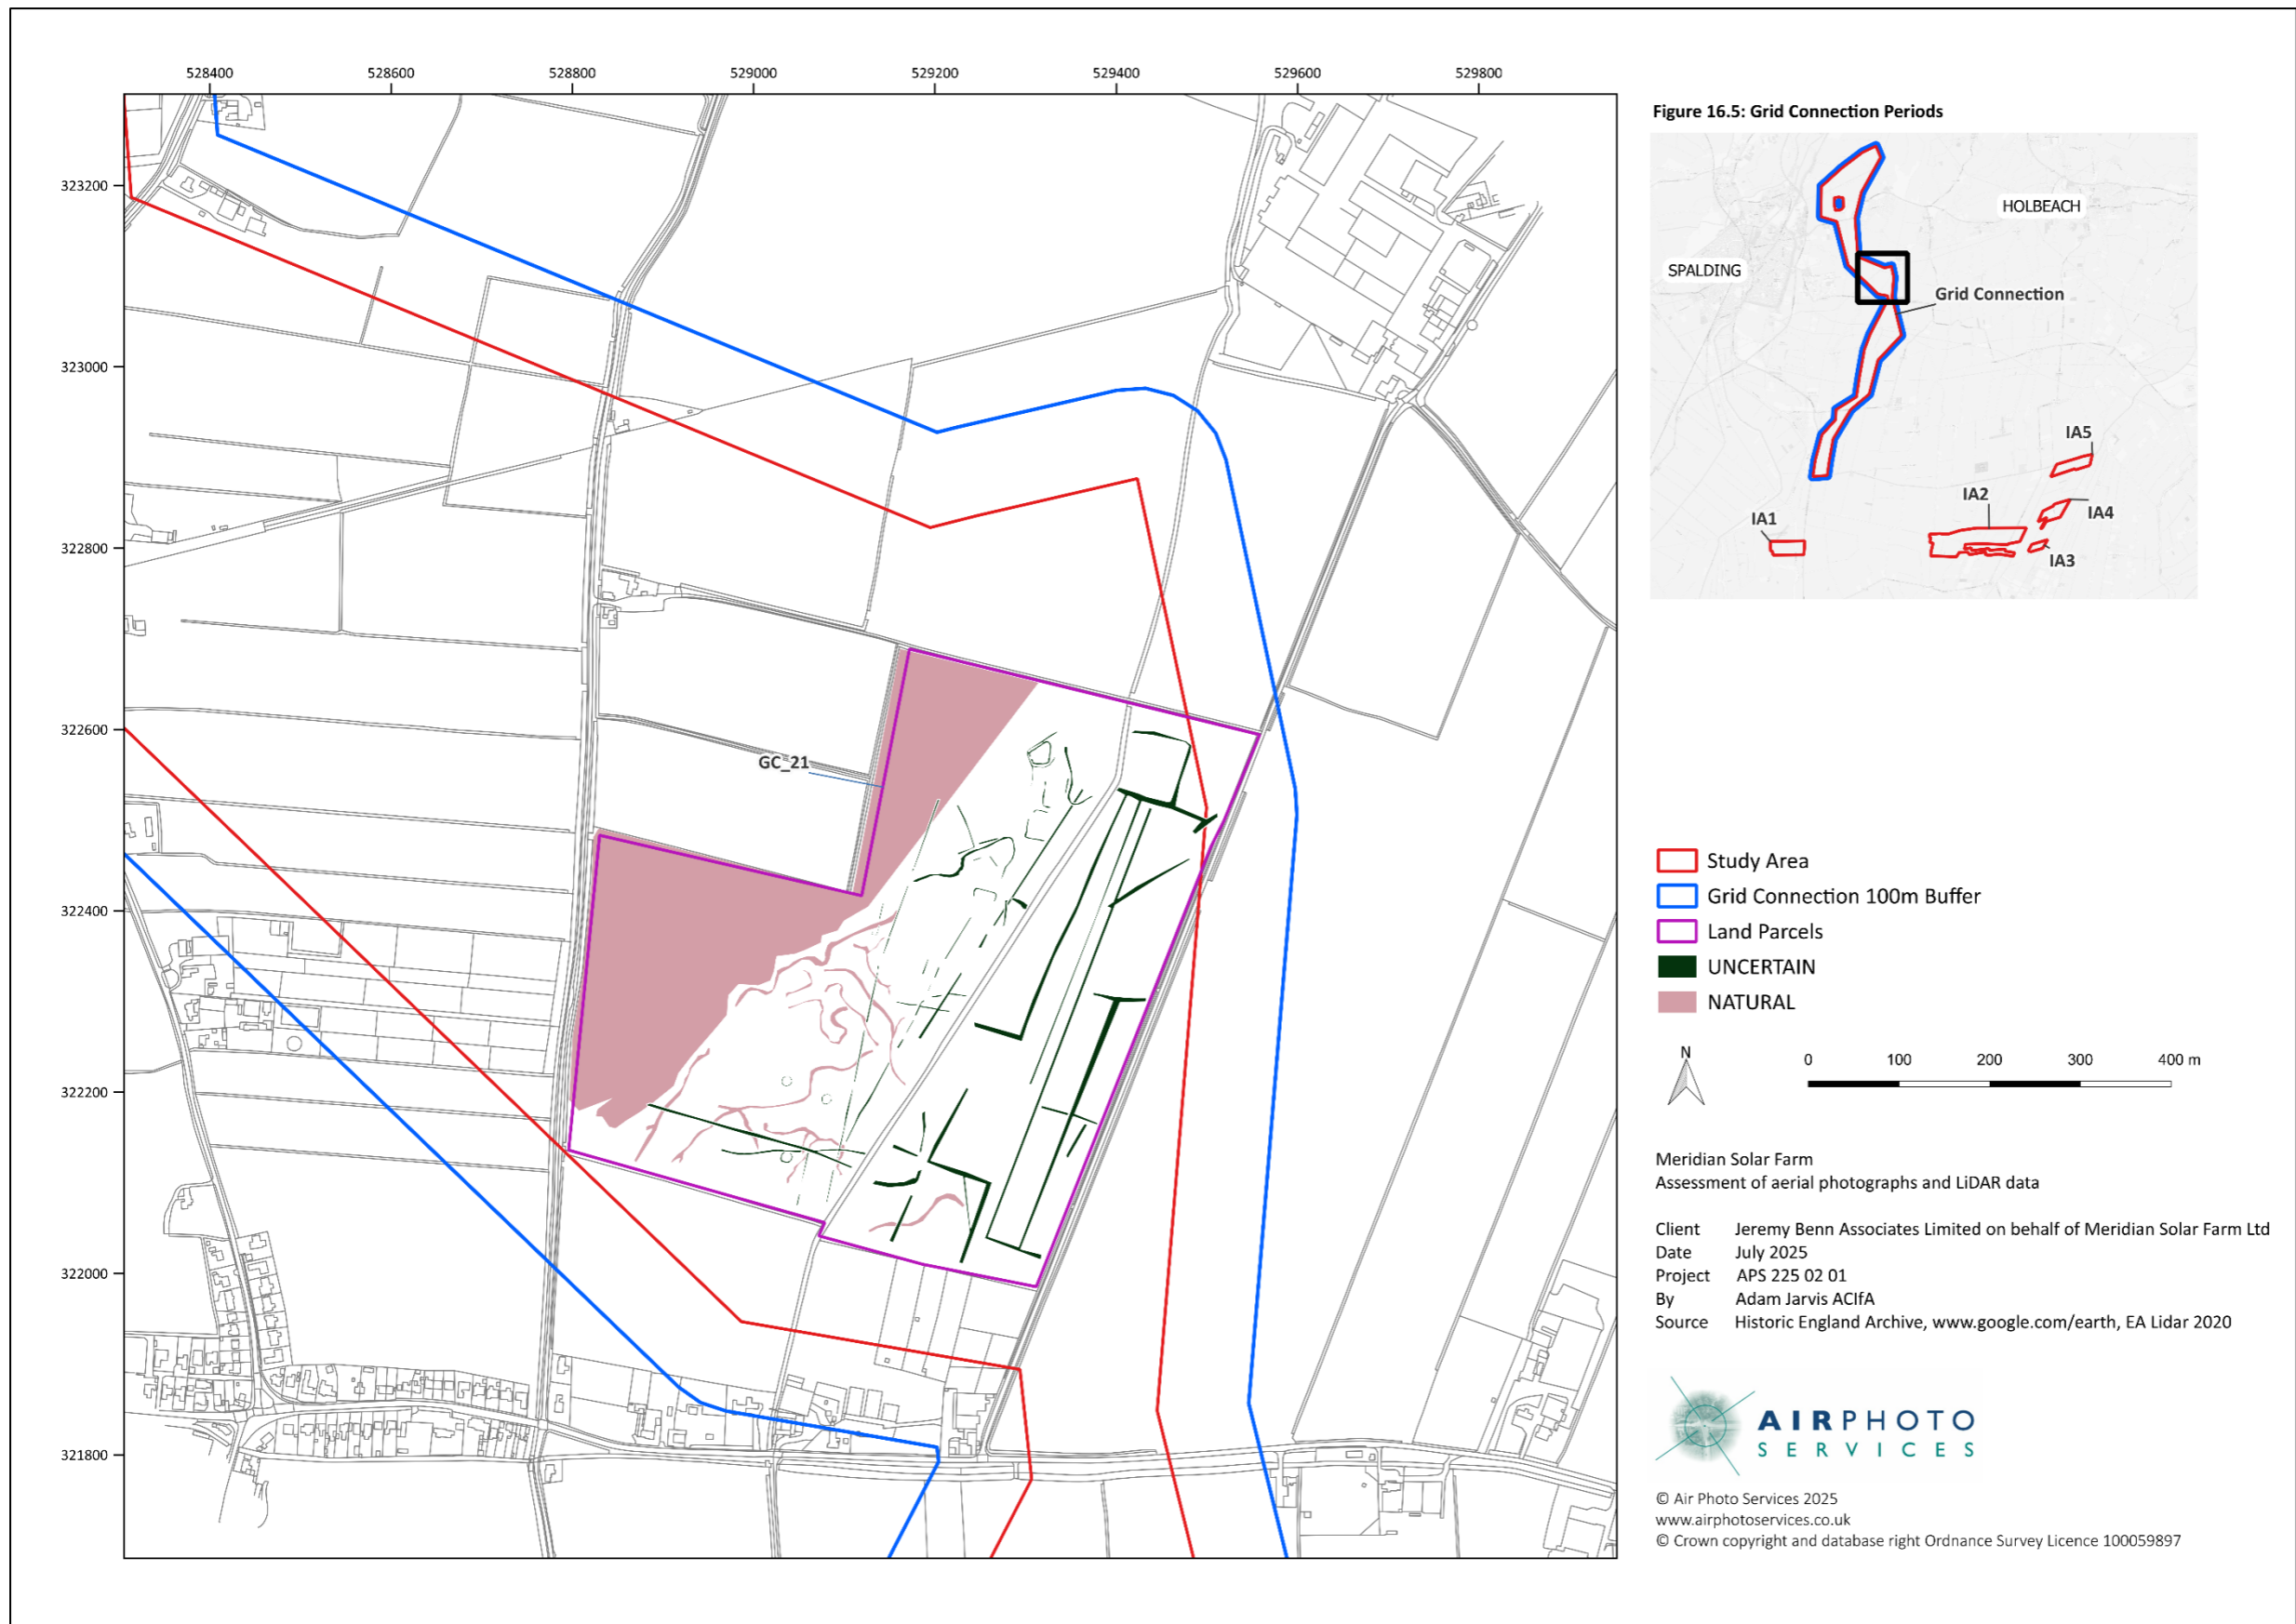 528400 528600 528800 529000 529200 529400 529600 529800
323200
323000
322800
322600
322400
322200
322000
321800
GC_21
Figure 16.5: Grid Connection Periods
HOLBEACH
SPALDING
Grid Connection
IA5
IA2
IA4
IA1
IA3
Study Area
Grid Connection 100m Buffer
Land Parcels
UNCERTAIN
NATURAL
N
0 100 200 300 400 m
Meridian Solar Farm
Assessment of aerial photographs and LiDAR data
Client Jeremy Benn Associates Limited on behalf of Meridian Solar Farm Ltd
Date July 2025
Project APS 225 02 01
By Adam Jarvis ACIfA
Source Historic England Archive, www.google.com/earth, EA Lidar 2020
AIRPHOTO
SERVICES
© Air Photo Services 2025
www.airphotoservices.co.uk
© Crown copyright and database right Ordnance Survey Licence 100059897